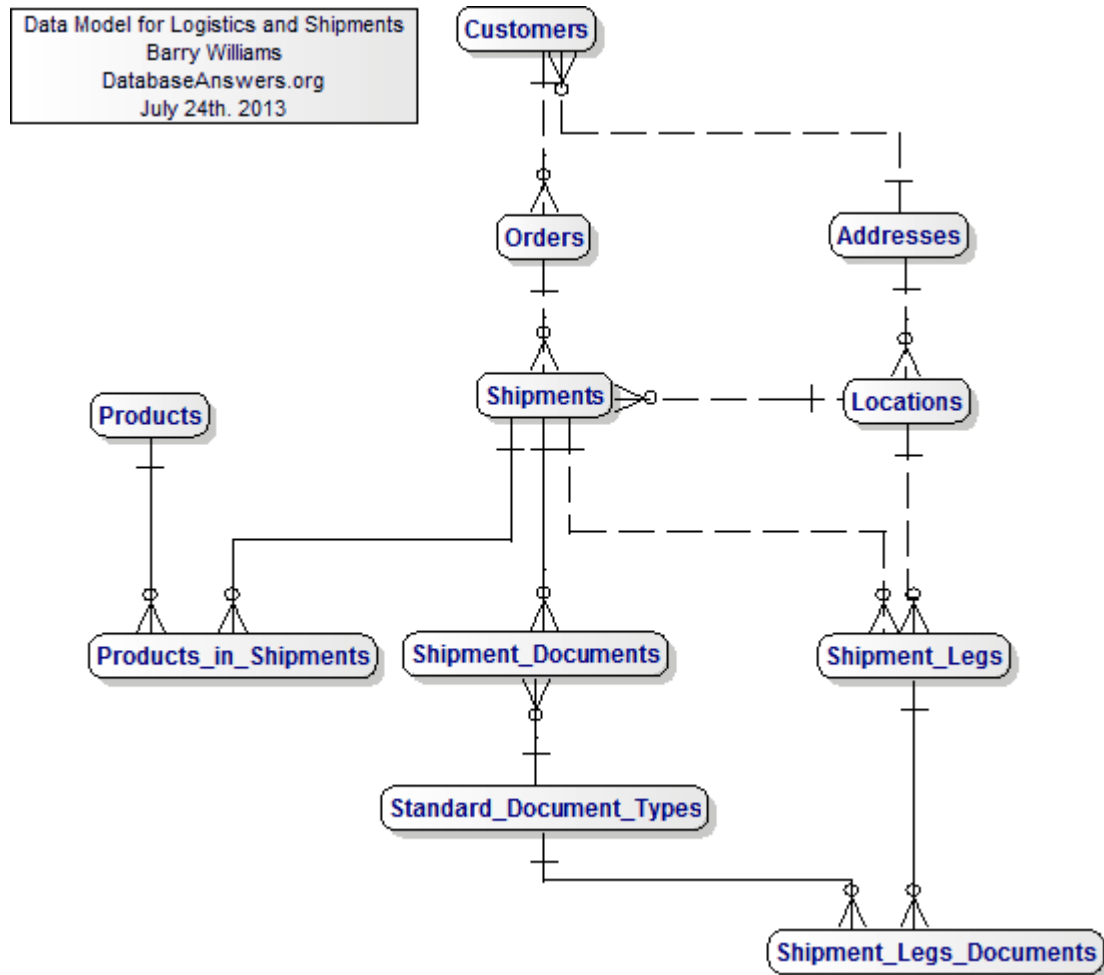 Data Model for Logistics and Shipments
Barry Williams
DatabaseAnswers.org
July 24th. 2013
Customers
Orders
Addresses
Shipments
Locations
Products
Products_in_Shipments
Shipment_Documents
Shipment_Legs
Standard_Document_Types
Shipment_Legs_Documents